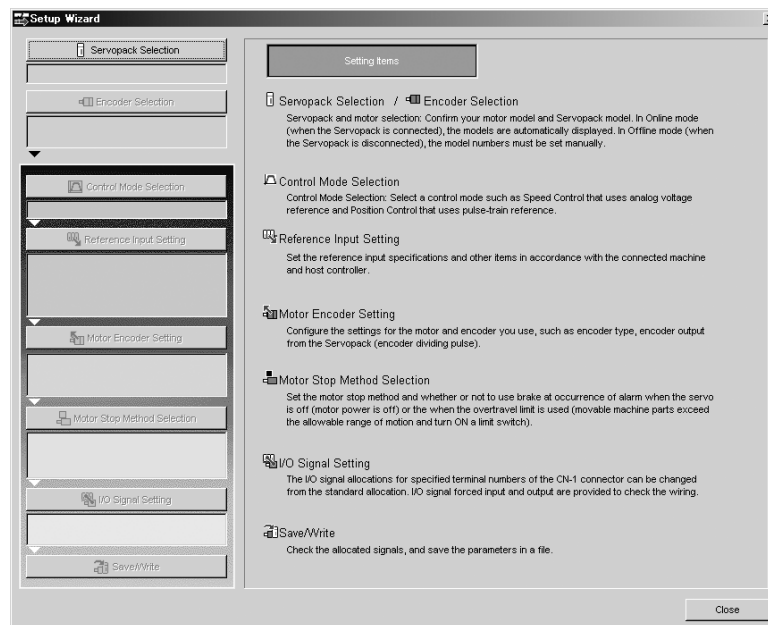 Setup Wizard
Servopack Selection
Encoder Selection
Control Mode Selection
Reference Input Setting
Motor Encoder Setting
Motor Stop Method Selection
I/O Signal Setting
Save/Write
Setting Items
Servopack Selection / Encoder Selection
Servopack and motor selection: Confirm your motor model and Servopack model. In Online mode
(when the Servopack is connected), the models are automatically displayed. In Offline mode (when
the Servopack is disconnected), the model numbers must be set manually.
Control Mode Selection
Control Mode Selection: Select a control mode such as Speed Control that uses analog voltage
reference and Position Control that uses pulse-train reference.
Reference Input Setting
Set the reference input specifications and other items in accordance with the connected machine
and host controller.
Motor Encoder Setting
Configure the settings for the motor and encoder you use, such as encoder type, encoder output
from the Servopack (encoder dividing pulse).
Motor Stop Method Selection
Set the motor stop method and whether or not to use brake at occurrence of alarm when the servo
is off (motor power is off) or the when the overtravel limit is used (movable machine parts exceed
the allowable range of motion and turn ON a limit switch).
I/O Signal Setting
The I/O signal allocations for specified terminal numbers of the CN-1 connector can be changed
from the standard allocation. I/O signal forced input and output are provided to check the wiring.
Save/Write
Check the allocated signals, and save the parameters in a file.
Close